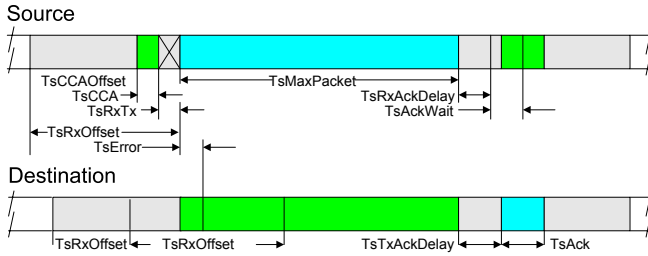 Source
TsCCAOffset
TsMaxPacket
TsCCA
TsRxAckDelay
TsRxTx
TsAckWait
TsRxOffset
TsError
Destination
TsRxOffset TsRxOffset TsTxAckDelay TsAck